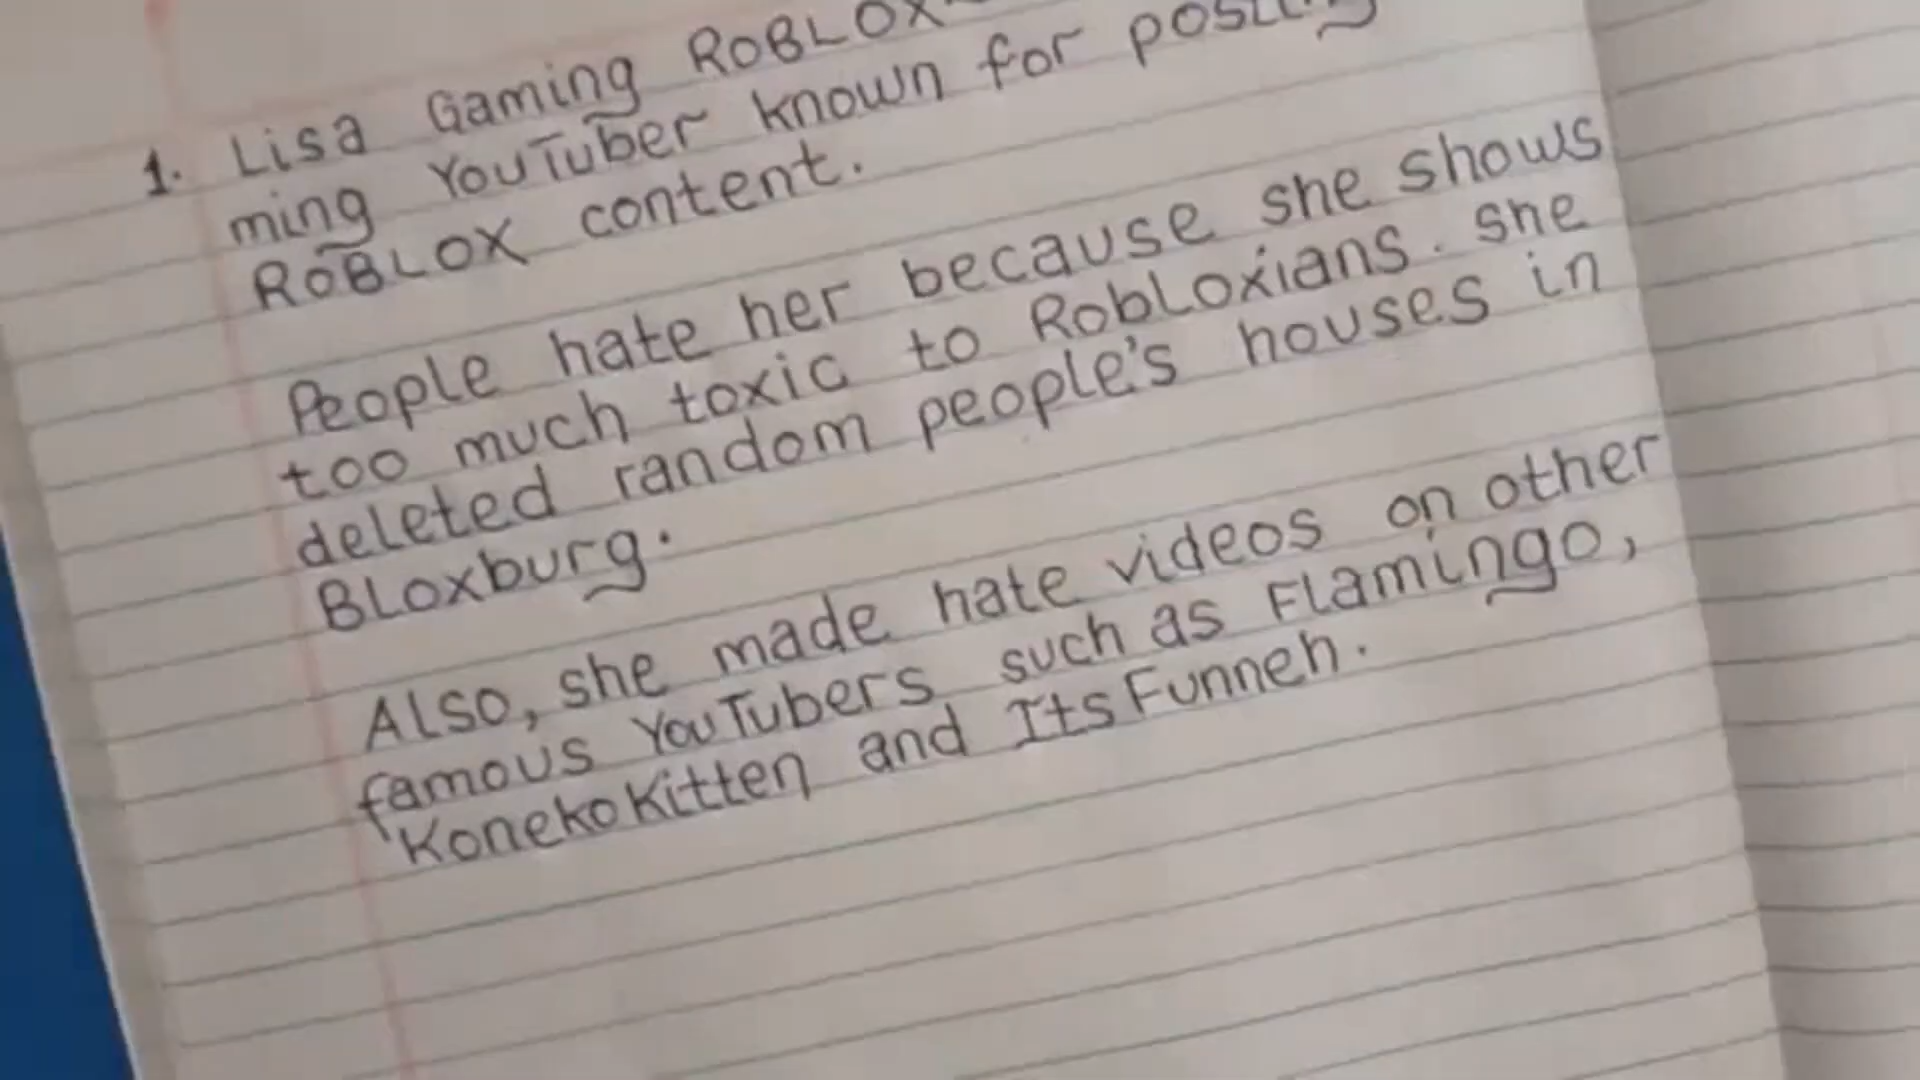 1. Lisa Gaming ROBLOX
ming YouTuber known for posting
ROBLOX content.
People hate her because she shows
too much toxic to Robloxians. She
deleted random people's houses in
Bloxburg.
Also, she made hate videos on other
famous YouTubers such as Flamingo,
KonekoKitten and ItsFunneh.